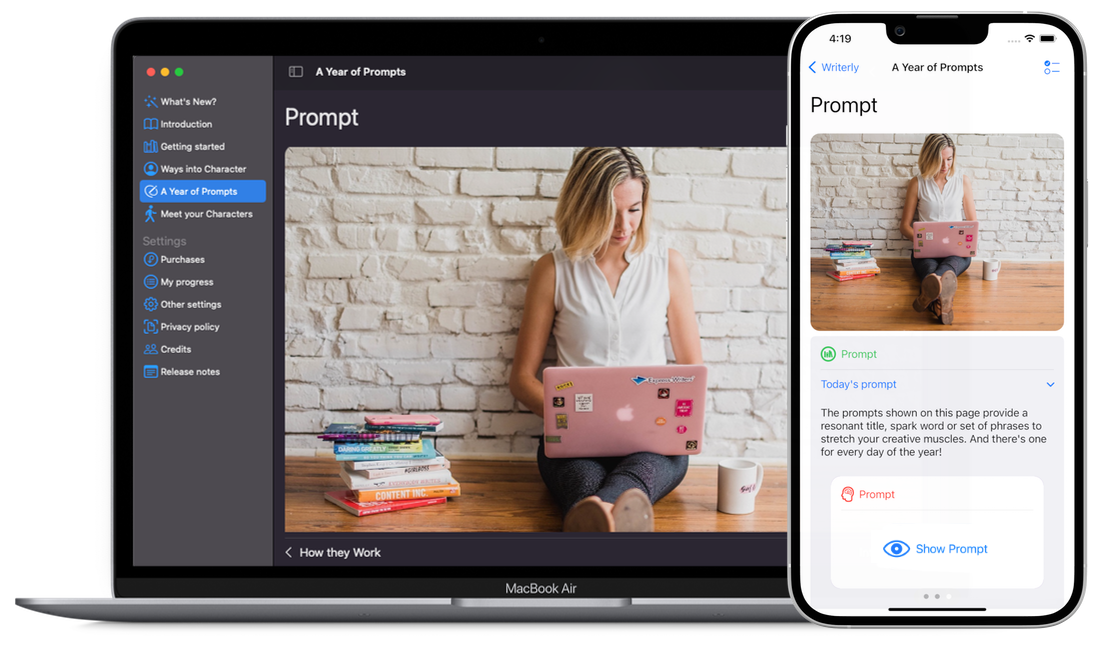 A Year of Prompts
What's New?
Introduction
Getting started
Ways into Character
A Year of Prompts
Meet your Characters
Settings
Purchases
My progress
Other settings
Privacy policy
Credits
Release notes
Prompt
DARING GREATLY
#GIRLBOSS
CONTENT INC.
How they Work
MacBook Air
4:19
Writerly
A Year of Prompts
Prompt
Prompt
Today's prompt
The prompts shown on this page provide a
resonant title, spark word or set of phrases to
stretch your creative muscles. And there's one
for every day of the year!
Prompt
Show Prompt